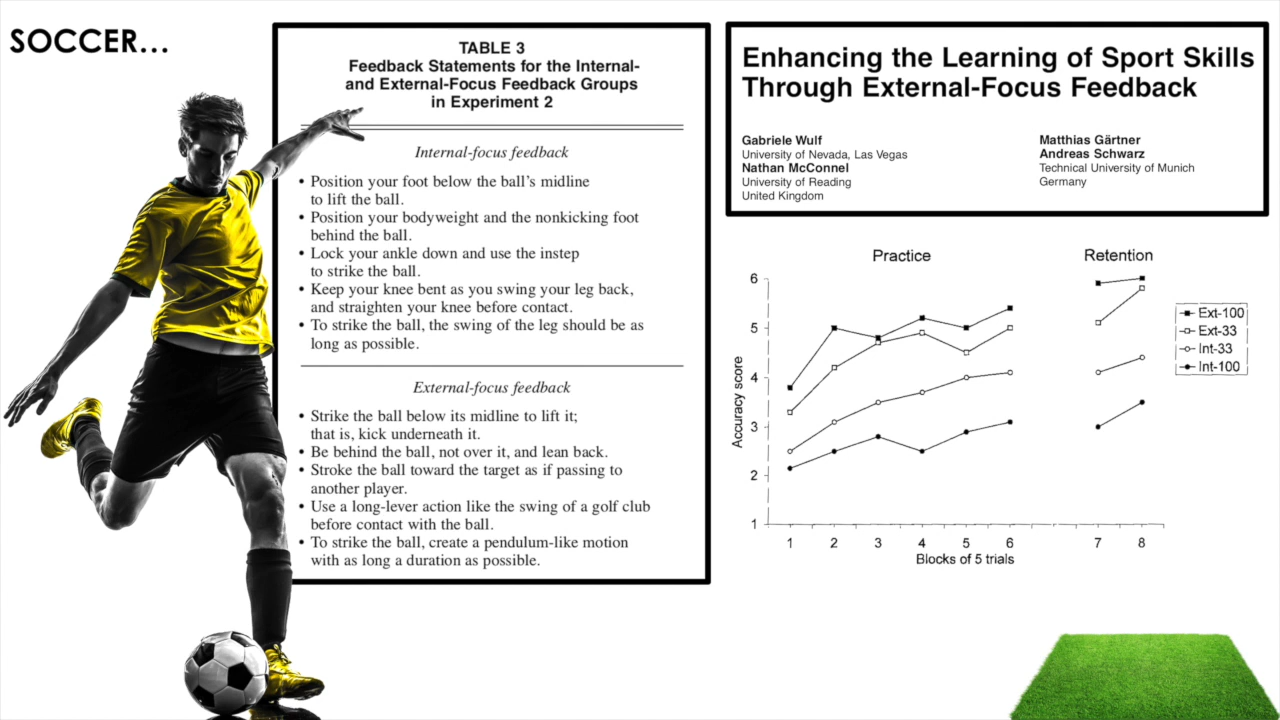 SOCCER…
TABLE 3
Feedback Statements for the Internal-
and External-Focus Feedback Groups
in Experiment 2
Internal-focus feedback
• Position your foot below the ball’s midline
to lift the ball.
• Position your bodyweight and the nonkicking foot
behind the ball.
• Lock your ankle down and use the instep
to strike the ball.
• Keep your knee bent as you swing your leg back,
and straighten your knee before contact.
• To strike the ball, the swing of the leg should be as
long as possible.
External-focus feedback
• Strike the ball below its midline to lift it;
that is, kick underneath it.
• Be behind the ball, not over it, and lean back.
• Stroke the ball toward the target as if passing to
another player.
• Use a long-lever action like the swing of a golf club
before contact with the ball.
• To strike the ball, create a pendulum-like motion
with as long a duration as possible.
Enhancing the Learning of Sport Skills
Through External-Focus Feedback
Gabriele Wulf
University of Nevada, Las Vegas
Nathan McConnel
University of Reading
United Kingdom
Matthias Gärtner
Andreas Schwarz
Technical University of Munich
Germany
Practice
Retention
Accuracy score
6
5
4
3
2
1
1 2 3 4 5 6 7 8
Blocks of 5 trials
Ext-100
Ext-33
Int-33
Int-100